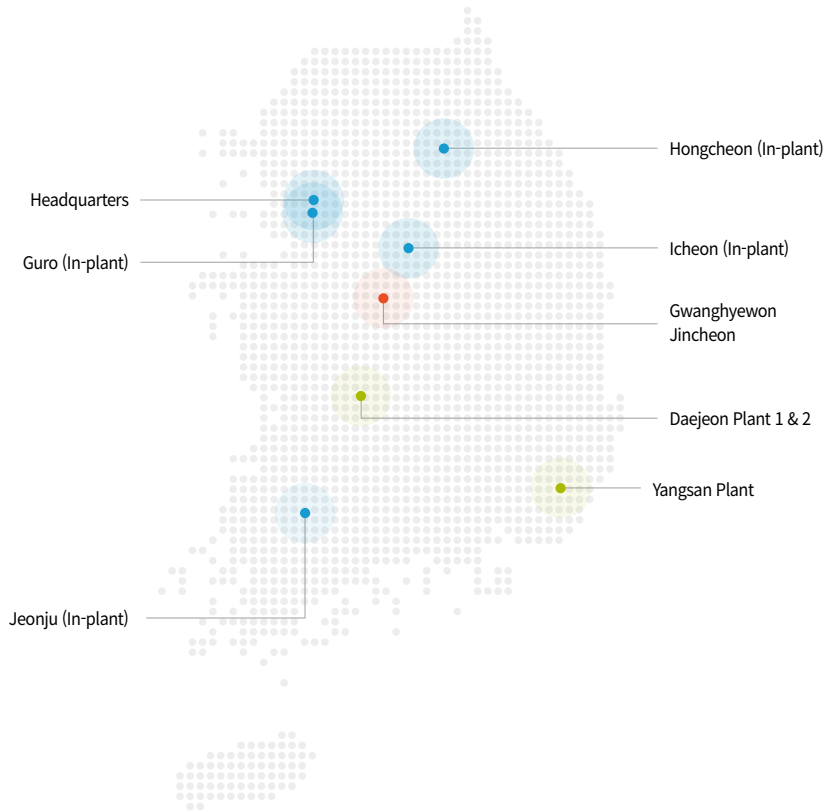 Hongcheon (In-plant)
Headquarters
Icheon (In-plant)
Guro (In-plant)
Gwanghyewon
Jincheon
Daejeon Plant 1 & 2
Yangsan Plant
Jeonju (In-plant)